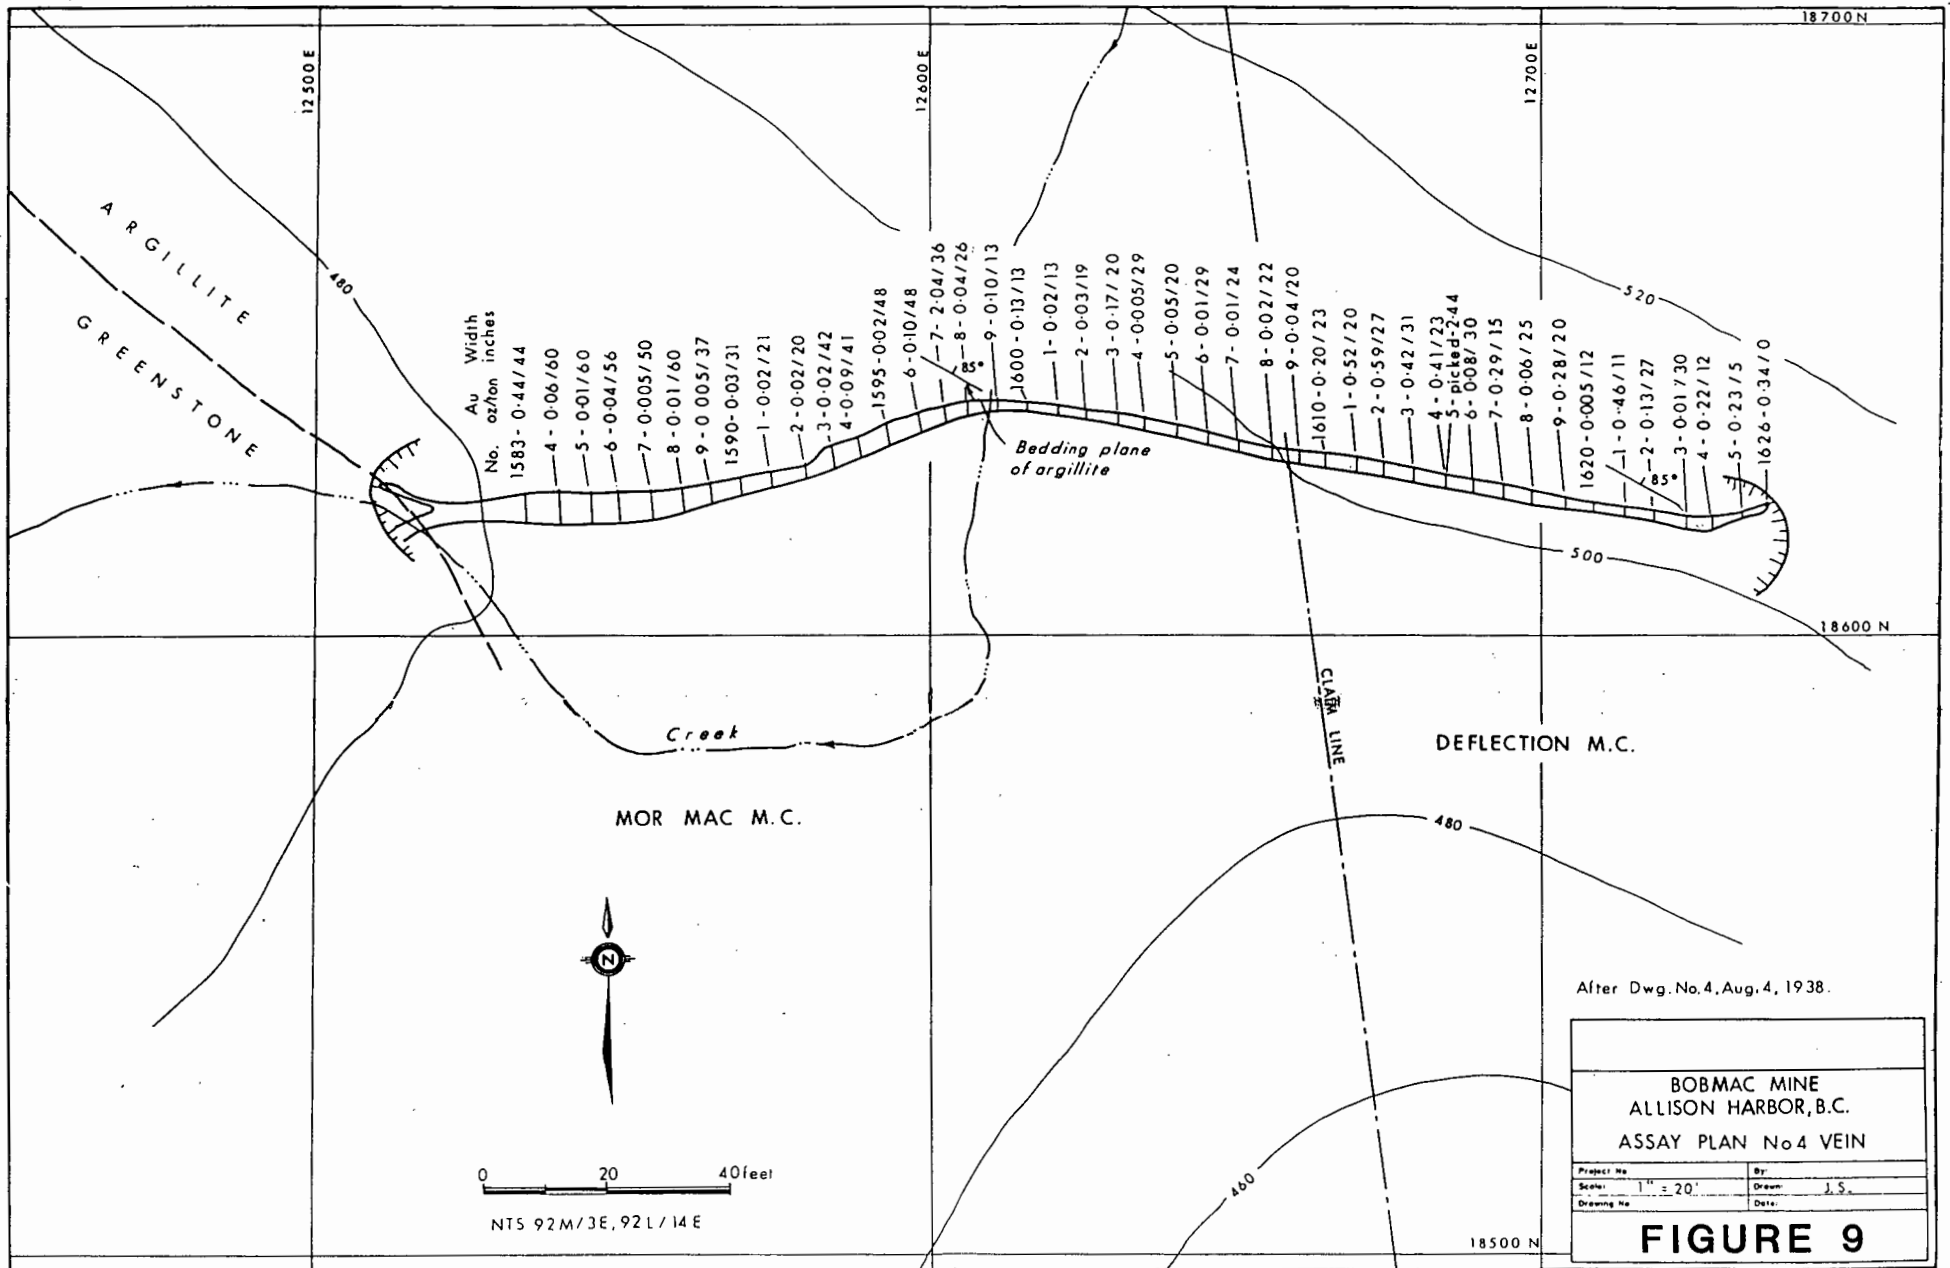 18700 N
12500 E
12600 E
12700 E
ARGILLITE
GREENSTONE
480
520
No.
Au oz/ton
Width inches
1583 - 0·44/44
4 - 0·06/60
5 - 0·01/60
6 - 0·04/56
7 - 0·005/50
8 - 0·01/60
9 - 0 005/37
1590 - 0·03/31
1 - 0·02/21
2 - 0·02/20
3 - 0·02/42
4 - 0·09/41
1595 - 0·02/48
6 - 0·10/48
7 - 2·04/36
8 - 0·04/26
9 - 0·10/13
1600 - 0·13/13
1 - 0·02/13
2 - 0·03/19
3 - 0·17/20
4 - 0·005/29
5 - 0·05/20
6 - 0·01/29
7 - 0·01/24
8 - 0·02/22
9 - 0·04/20
1610 - 0·20/23
1 - 0·52/20
2 - 0·59/27
3 - 0·42/31
4 - 0·41/23
5 - picked - 2·44
6 - 0·08/30
7 - 0·29/15
8 - 0·06/25
9 - 0·28/20
1620 - 0·005/12
1 - 0·46/11
2 - 0·13/27
3 - 0·01/30
4 - 0·22/12
5 - 0·23/5
1626 - 0·34/0
85°
85°
Bedding plane
of argillite
500
18600 N
Creek
CLAIM LINE
DEFLECTION M.C.
MOR MAC M.C.
480
N
460
0 20 40 feet
NTS 92M/3E, 92L/14E
18500 N
After Dwg. No. 4, Aug. 4, 1938.
BOBMAC MINE
ALLISON HARBOR, B.C.
ASSAY PLAN No 4 VEIN
Project No
By:
Scale: 1" = 20'
Drawn: J.S.
Drawing No
Date:
FIGURE 9